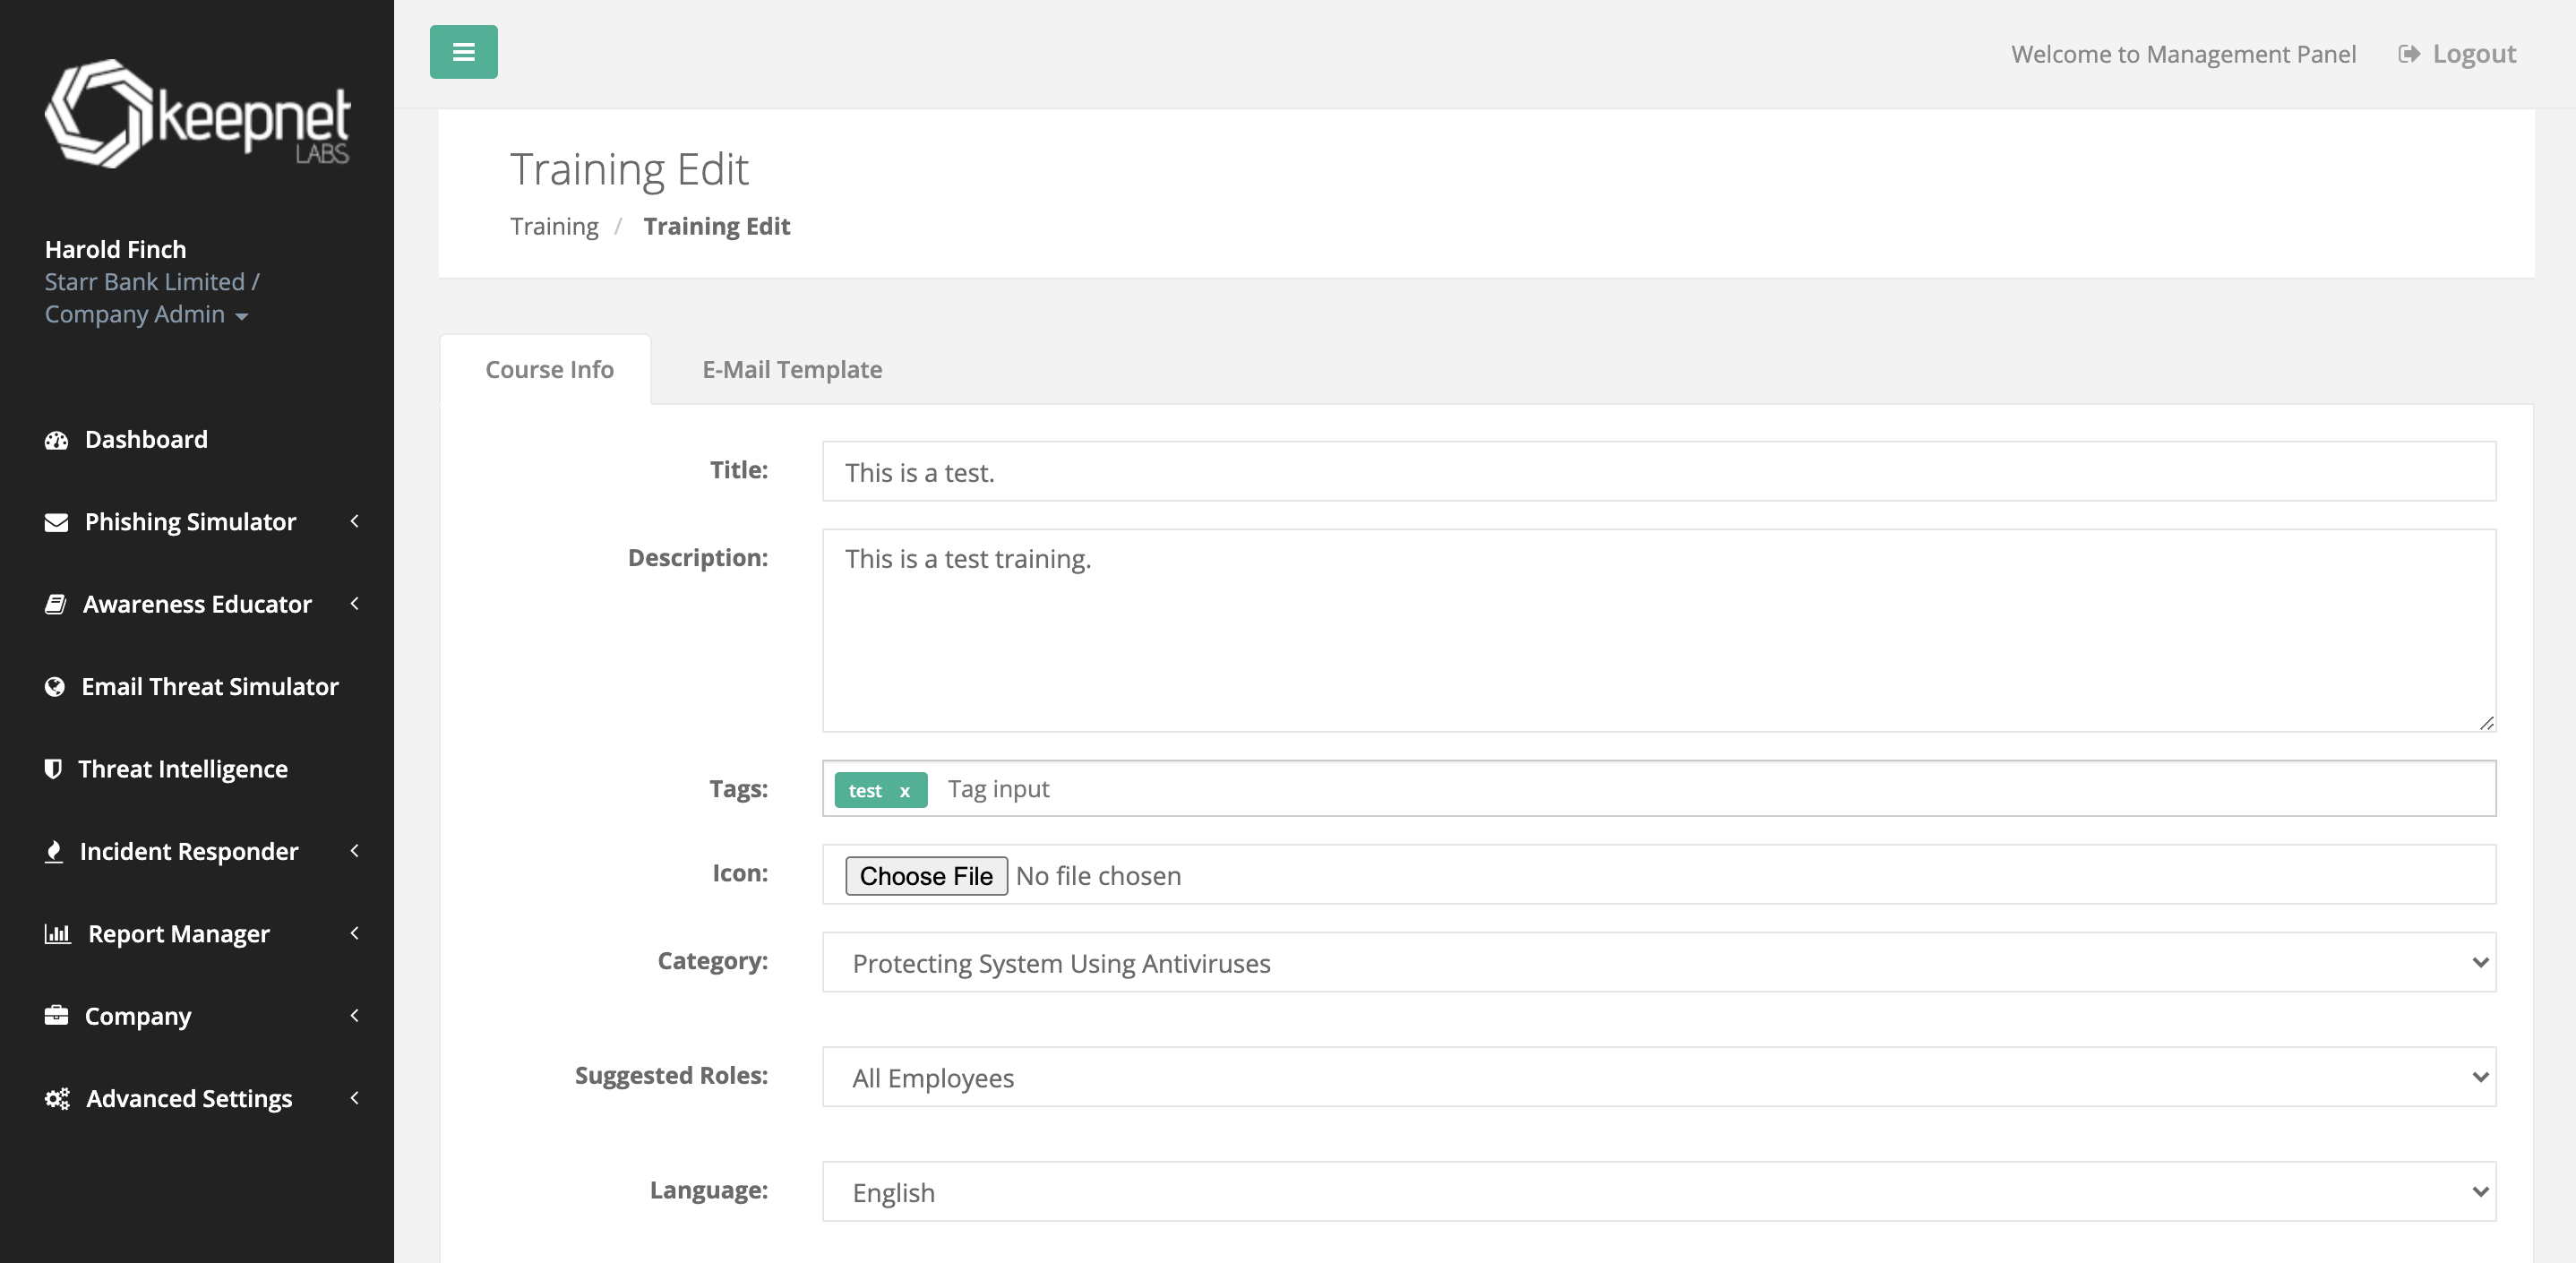 keepnet
LABS
Harold Finch
Starr Bank Limited /
Company Admin
Dashboard
Phishing Simulator
Awareness Educator
Email Threat Simulator
Threat Intelligence
Incident Responder
Report Manager
Company
Advanced Settings
Welcome to Management Panel
Logout
Training Edit
Training / Training Edit
Course Info
E-Mail Template
Title: This is a test.
Description: This is a test training.
Tags: test x Tag input
Icon: Choose File No file chosen
Category: Protecting System Using Antiviruses
Suggested Roles: All Employees
Language: English